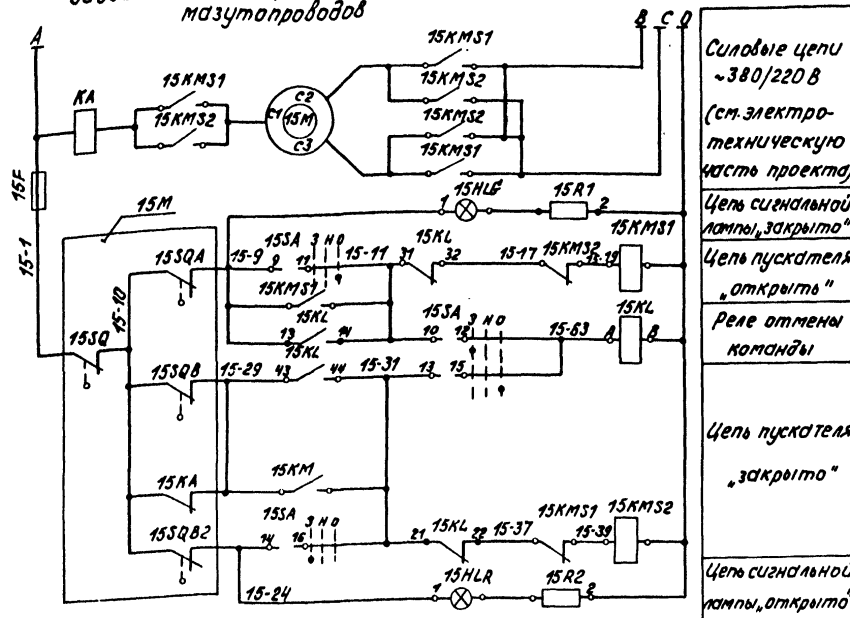 мазутопроводов
A
B C O
KA
15KMS1
15KMS2
C1
C2
15M
C3
15KMS1
15KMS2
15KMS2
15KMS1
Силовые цепи
~380/220 В
(см. электро-
техническую
часть проекта)
15F
15-1
15M
1
15HLG
15R1
2
15KMS1
Цепь сигнальной
лампы „закрыто"
15SQA
15-9
9
15SA
11
З Н О
15-11
31
15KL
32
15-17
15KMS2
15-19
Цепь пускателя
„открыть"
15-10
15KMS1
15KL
13
14
15SA
10
12
З Н О
15-63
A
15KL
B
Реле отмены
команды
15SQ
15SQB
15-29
43
15KL
44
15-31
13
15
Цепь пускателя
„закрыто"
15KA
15KM
15SQB2
14
15SA
16
З Н О
21
15KL
22
15-37
15KMS1
15-39
15KMS2
15-24
1
15HLR
15R2
2
Цепь сигнальной
лампы „открыто"